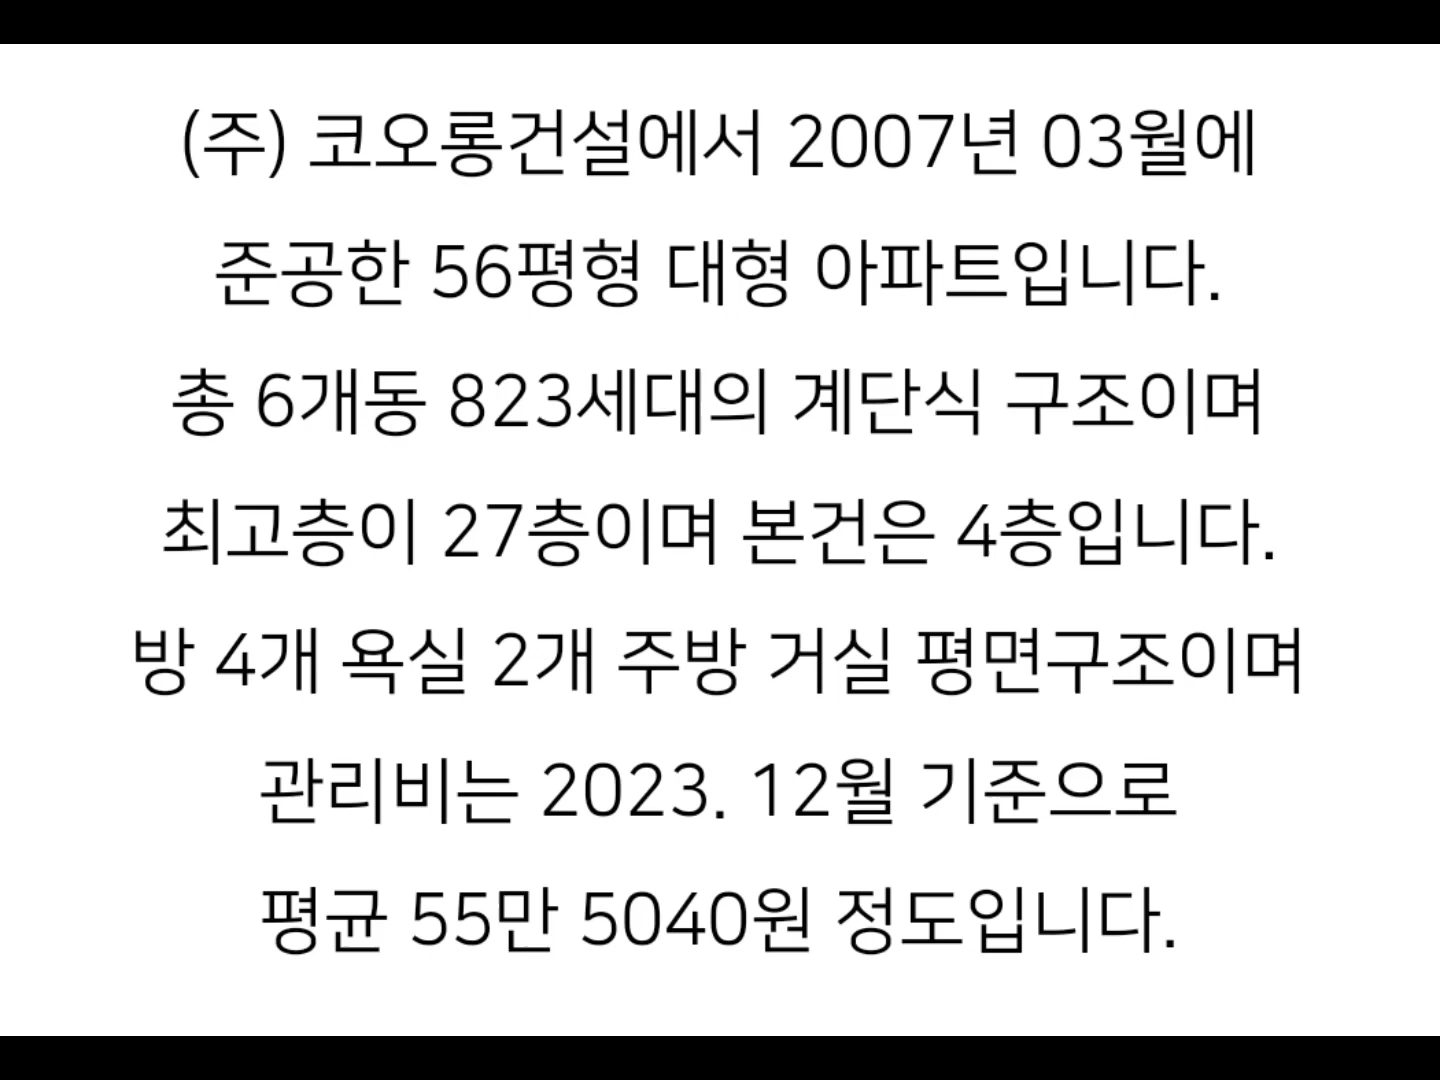 (주) 코오롱건설에서 2007년 03월에
준공한 56평형 대형 아파트입니다.
총 6개동 823세대의 계단식 구조이며
최고층이 27층이며 본건은 4층입니다.
방 4개 욕실 2개 주방 거실 평면구조이며
관리비는 2023. 12월 기준으로
평균 55만 5040원 정도입니다.